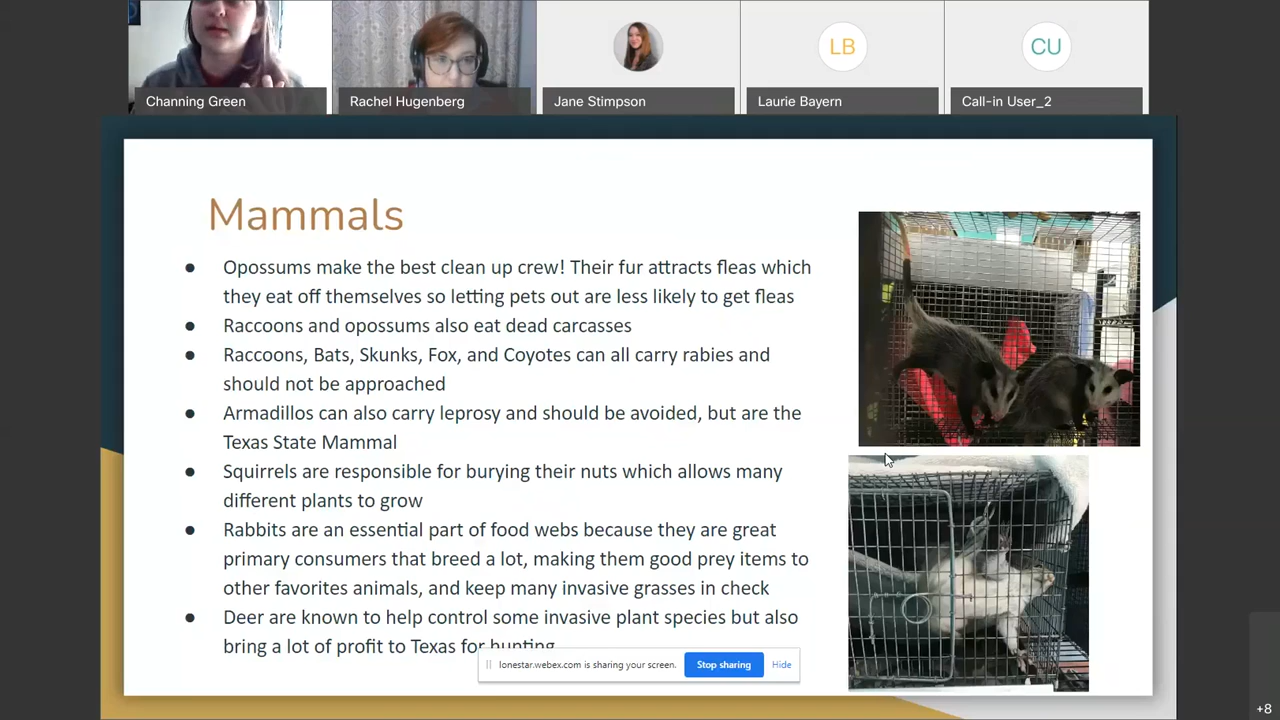 Channing Green
Rachel Hugenberg
Jane Stimpson
LB
Laurie Bayern
CU
Call-in User_2
Mammals
● Opossums make the best clean up crew! Their fur attracts fleas which
they eat off themselves so letting pets out are less likely to get fleas
● Raccoons and opossums also eat dead carcasses
● Raccoons, Bats, Skunks, Fox, and Coyotes can all carry rabies and
should not be approached
● Armadillos can also carry leprosy and should be avoided, but are the
Texas State Mammal
● Squirrels are responsible for burying their nuts which allows many
different plants to grow
● Rabbits are an essential part of food webs because they are great
primary consumers that breed a lot, making them good prey items to
other favorites animals, and keep many invasive grasses in check
● Deer are known to help control some invasive plant species but also
bring a lot of profit to Texas for hunting
lonestar.webex.com is sharing your screen.
Stop sharing
Hide
+8